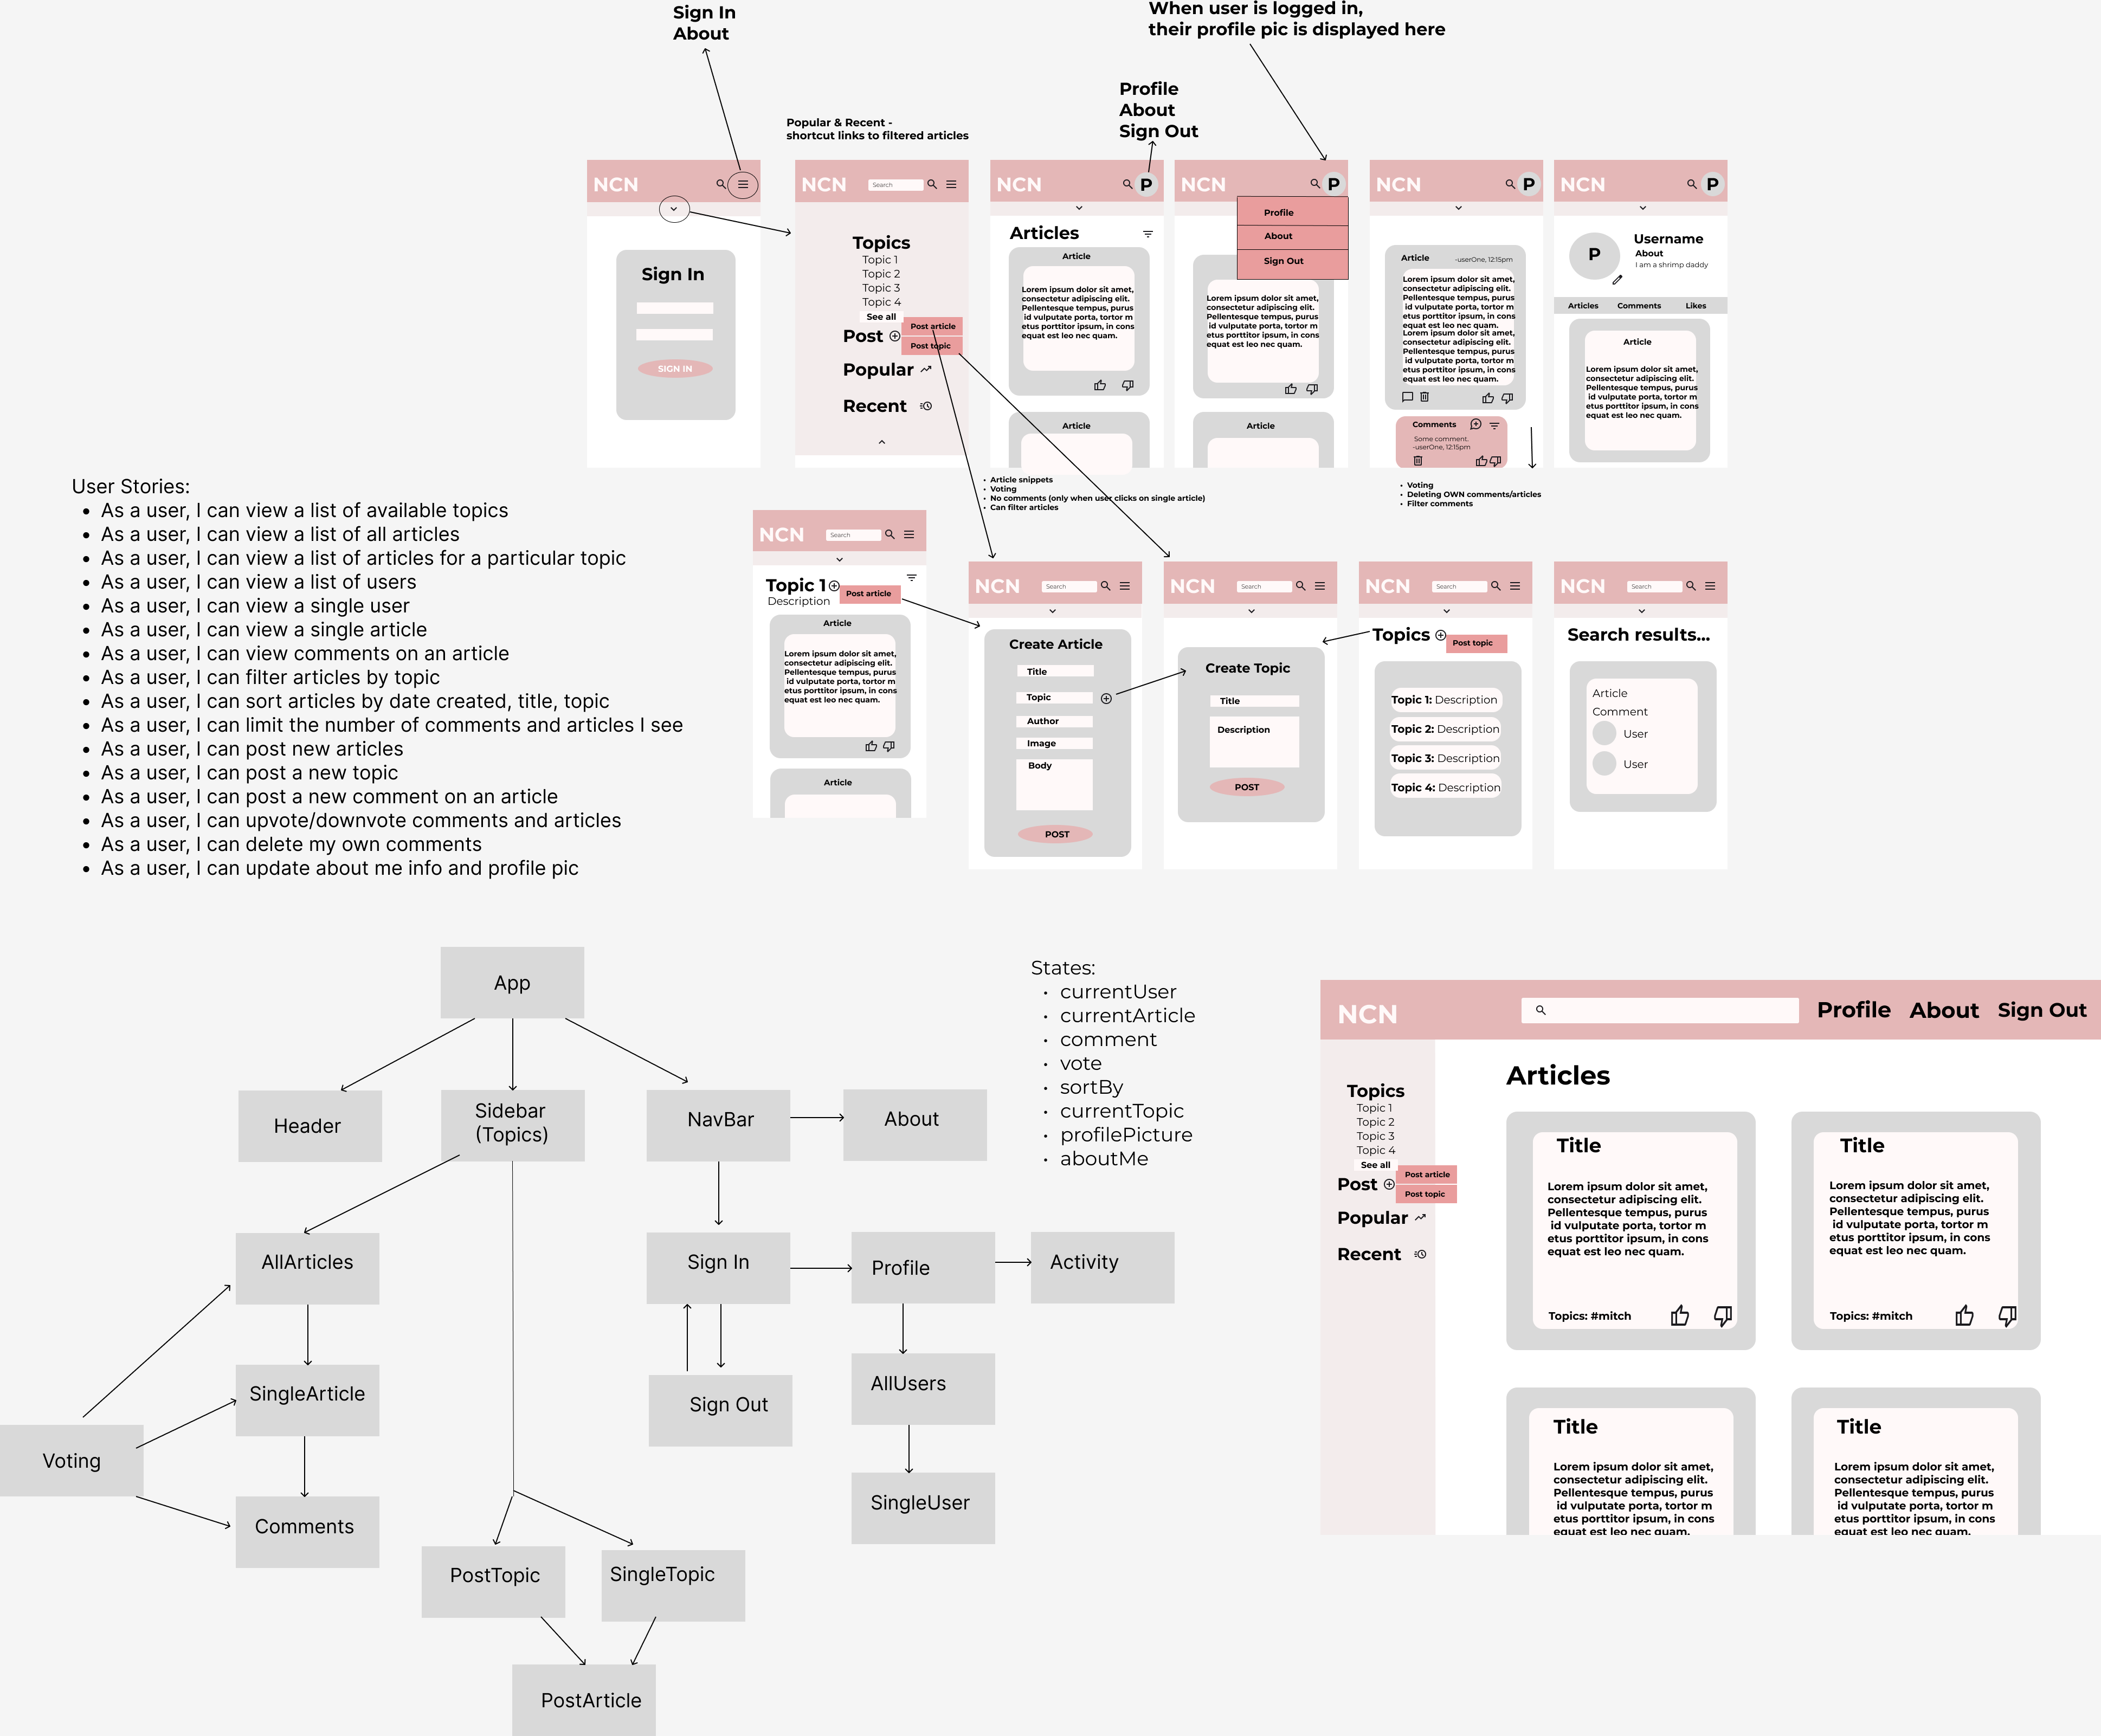 Sign In
About
When user is logged in,
their profile pic is displayed here
Profile
About
Sign Out
Popular & Recent -
shortcut links to filtered articles
NCN
Sign In
SIGN IN
NCN
Search
Topics
Topic 1
Topic 2
Topic 3
Topic 4
See all
Post
Post article
Post topic
Popular
Recent
NCN
P
Articles
Article
Lorem ipsum dolor sit amet,
consectetur adipiscing elit.
Pellentesque tempus, purus
id vulputate porta, tortor m
etus porttitor ipsum, in cons
equat est leo nec quam.
Article
NCN
P
Profile
About
Sign Out
Lorem ipsum dolor sit amet,
consectetur adipiscing elit.
Pellentesque tempus, purus
id vulputate porta, tortor m
etus porttitor ipsum, in cons
equat est leo nec quam.
Article
NCN
P
Article
-userOne, 12:15pm
Lorem ipsum dolor sit amet,
consectetur adipiscing elit.
Pellentesque tempus, purus
id vulputate porta, tortor m
etus porttitor ipsum, in cons
equat est leo nec quam.
Lorem ipsum dolor sit amet,
consectetur adipiscing elit.
Pellentesque tempus, purus
id vulputate porta, tortor m
etus porttitor ipsum, in cons
equat est leo nec quam.
Comments
Some comment.
-userOne, 12:15pm
NCN
P
P
Username
About
I am a shrimp daddy
Articles Comments Likes
Article
Lorem ipsum dolor sit amet,
consectetur adipiscing elit.
Pellentesque tempus, purus
id vulputate porta, tortor m
etus porttitor ipsum, in cons
equat est leo nec quam.
• Article snippets
• Voting
• No comments (only when user clicks on single article)
• Can filter articles
• Voting
• Deleting OWN comments/articles
• Filter comments
User Stories:
• As a user, I can view a list of available topics
• As a user, I can view a list of all articles
• As a user, I can view a list of articles for a particular topic
• As a user, I can view a list of users
• As a user, I can view a single user
• As a user, I can view a single article
• As a user, I can view comments on an article
• As a user, I can filter articles by topic
• As a user, I can sort articles by date created, title, topic
• As a user, I can limit the number of comments and articles I see
• As a user, I can post new articles
• As a user, I can post a new topic
• As a user, I can post a new comment on an article
• As a user, I can upvote/downvote comments and articles
• As a user, I can delete my own comments
• As a user, I can update about me info and profile pic
NCN
Search
Topic 1
Post article
Description
Article
Lorem ipsum dolor sit amet,
consectetur adipiscing elit.
Pellentesque tempus, purus
id vulputate porta, tortor m
etus porttitor ipsum, in cons
equat est leo nec quam.
Article
NCN
Search
Create Article
Title
Topic
Author
Image
Body
POST
NCN
Search
Create Topic
Title
Description
POST
NCN
Search
Topics
Post topic
Topic 1: Description
Topic 2: Description
Topic 3: Description
Topic 4: Description
NCN
Search
Search results...
Article
Comment
User
User
App
Header
Sidebar
(Topics)
NavBar
About
AllArticles
Sign In
Profile
Activity
SingleArticle
Sign Out
AllUsers
Voting
Comments
SingleUser
PostTopic
SingleTopic
PostArticle
States:
• currentUser
• currentArticle
• comment
• vote
• sortBy
• currentTopic
• profilePicture
• aboutMe
NCN
Profile About Sign Out
Topics
Topic 1
Topic 2
Topic 3
Topic 4
See all
Post
Post article
Post topic
Popular
Recent
Articles
Title
Lorem ipsum dolor sit amet,
consectetur adipiscing elit.
Pellentesque tempus, purus
id vulputate porta, tortor m
etus porttitor ipsum, in cons
equat est leo nec quam.
Topics: #mitch
Title
Lorem ipsum dolor sit amet,
consectetur adipiscing elit.
Pellentesque tempus, purus
id vulputate porta, tortor m
etus porttitor ipsum, in cons
equat est leo nec quam.
Topics: #mitch
Title
Lorem ipsum dolor sit amet,
consectetur adipiscing elit.
Pellentesque tempus, purus
id vulputate porta, tortor m
etus porttitor ipsum, in cons
equat est leo nec quam.
Title
Lorem ipsum dolor sit amet,
consectetur adipiscing elit.
Pellentesque tempus, purus
id vulputate porta, tortor m
etus porttitor ipsum, in cons
equat est leo nec quam.